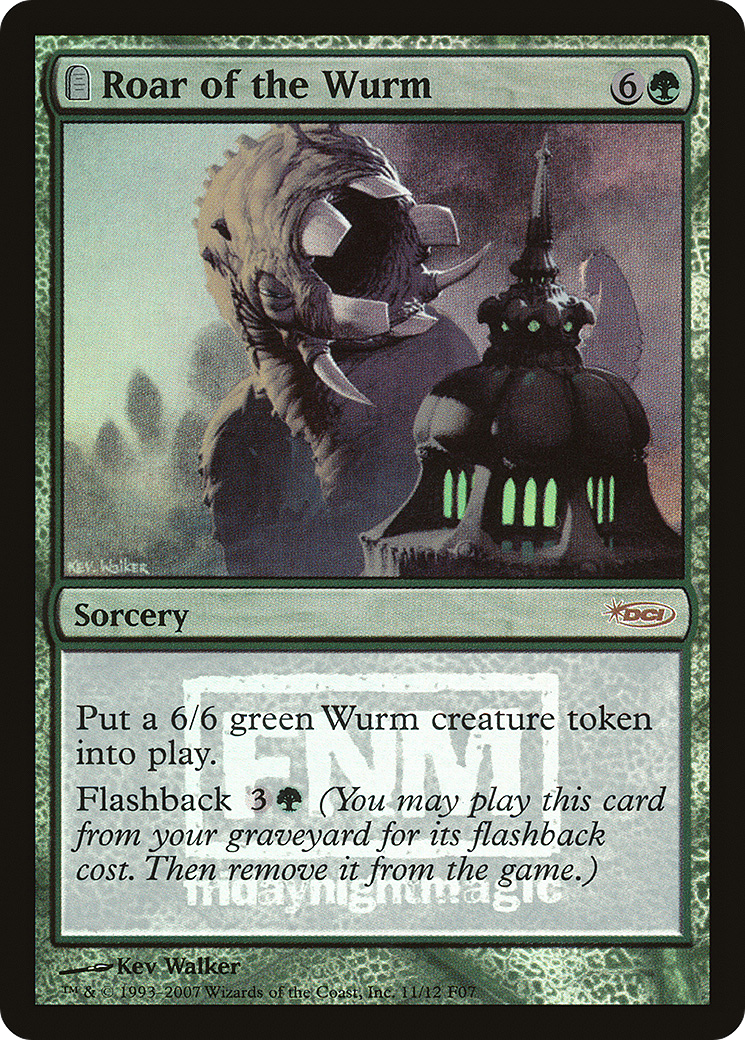 Roar of the Wurm 6
KEV. WALKER
Sorcery
DCI
Put a 6/6 green Wurm creature token
into play.
Flashback 3 (You may play this card
from your graveyard for its flashback
cost. Then remove it from the game.)
FNM
fridaynightmagic
Kev Walker
™ & © 1993–2007 Wizards of the Coast, Inc. 11/12 F07